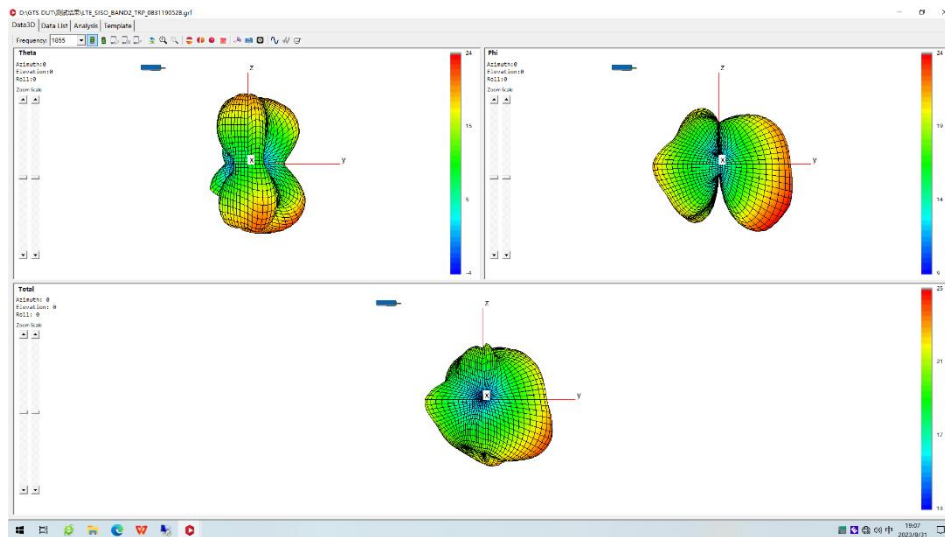 D:\GTS DUT\测试结果\LTE_SISO_BAND2_TRP_0831190528.grf
Data3D Data List Analysis Template
Frequency: 1855
Theta
Azimuth:0
Elevation:0
Roll:0
Zoom Scale
z
x
y
24
15
5
-4
Phi
Azimuth:0
Elevation:0
Roll:0
Zoom Scale
z
x
y
24
19
14
9
Total
Azimuth: 0
Elevation: 0
Roll: 0
Zoom Scale
z
x
y
25
21
17
13
中
19:07
2023/8/31